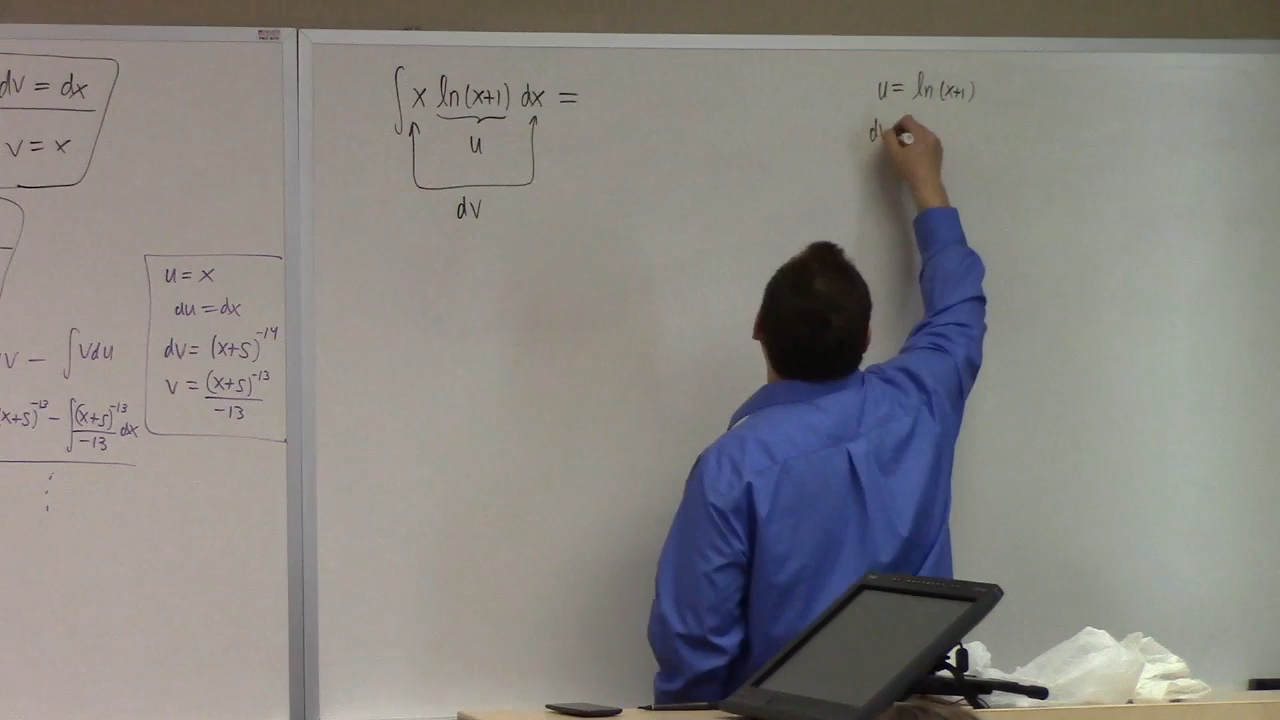 dv = dx
v = x
u = x
du = dx
dv = (x+5)^-14
v = (x+5)^-13 / -13
v - ∫vdu
(x+5)^-13 - ∫(x+5)^-13 / -13 dx
⋮
∫ x ln(x+1) dx =
u
dv
u = ln(x+1)